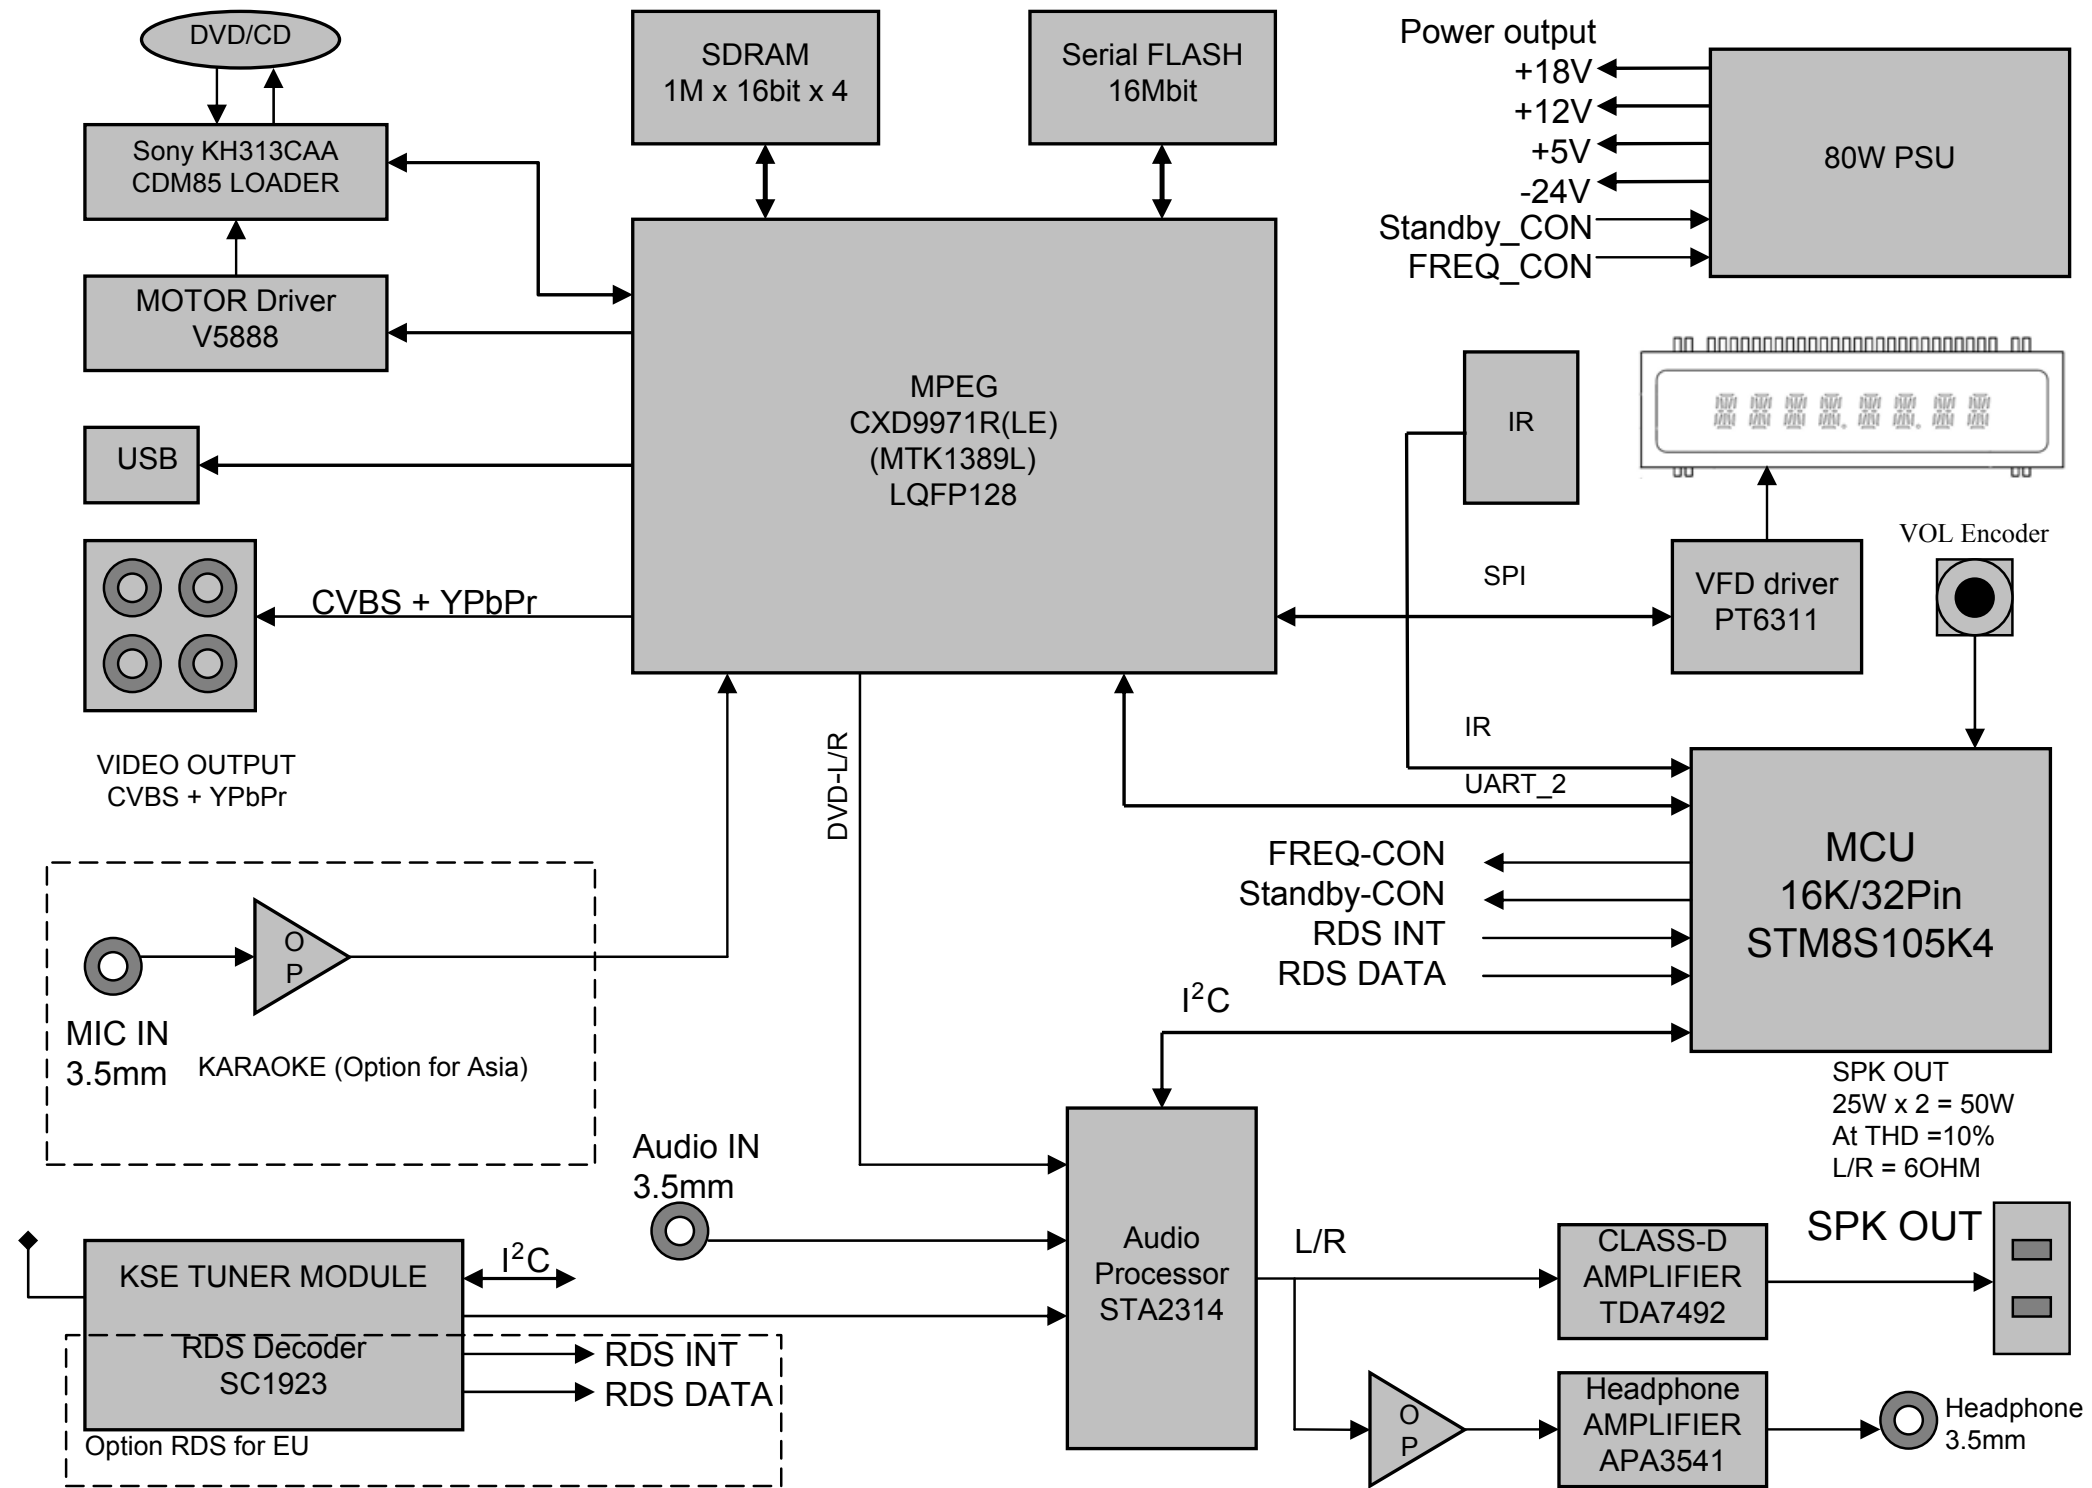 DVD/CD
SDRAM
1M x 16bit x 4
Serial FLASH
16Mbit
Power output
+18V
+12V
+5V
-24V
Standby_CON
FREQ_CON
80W PSU
Sony KH313CAA
CDM85 LOADER
MOTOR Driver
V5888
MPEG
CXD9971R(LE)
(MTK1389L)
LQFP128
IR
USB
VOL Encoder
SPI
VFD driver
PT6311
CVBS + YPbPr
VIDEO OUTPUT
CVBS + YPbPr
DVD-L/R
IR
UART_2
MCU
16K/32Pin
STM8S105K4
FREQ-CON
Standby-CON
RDS INT
RDS DATA
I²C
O
P
MIC IN
3.5mm
KARAOKE (Option for Asia)
SPK OUT
25W x 2 = 50W
At THD =10%
L/R = 6OHM
Audio IN
3.5mm
KSE TUNER MODULE
I²C
RDS Decoder
SC1923
RDS INT
RDS DATA
Option RDS for EU
Audio
Processor
STA2314
L/R
CLASS-D
AMPLIFIER
TDA7492
SPK OUT
O
P
Headphone
AMPLIFIER
APA3541
Headphone
3.5mm